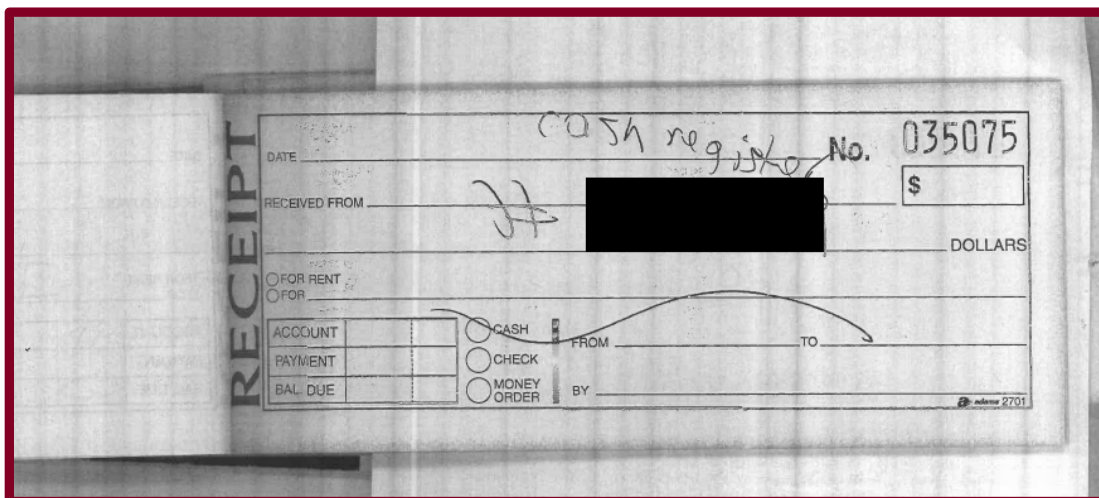 RECEIPT
cash register
DATE No. 035075
RECEIVED FROM # $
DOLLARS
FOR RENT
FOR
ACCOUNT CASH FROM TO
PAYMENT CHECK
BAL. DUE MONEY ORDER BY
adams 2701